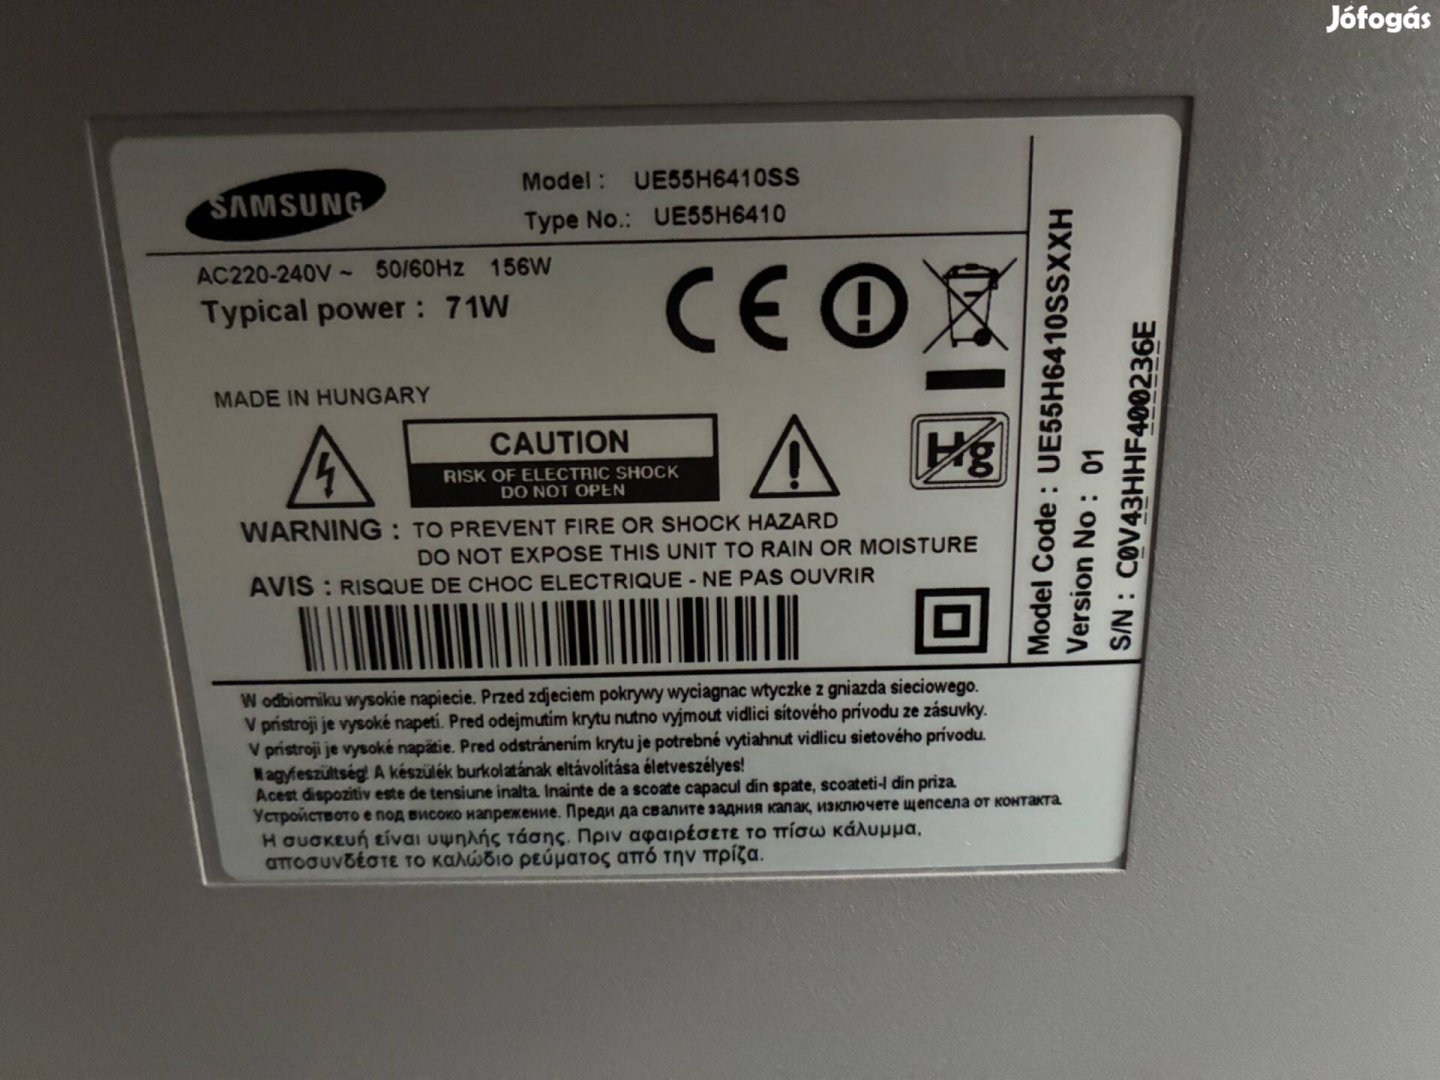 Jófogás
SAMSUNG
Model : UE55H6410SS
Type No.: UE55H6410
AC220-240V ~ 50/60Hz 156W
Typical power : 71W
CE
MADE IN HUNGARY
CAUTION
RISK OF ELECTRIC SHOCK
DO NOT OPEN
Hg
WARNING : TO PREVENT FIRE OR SHOCK HAZARD
DO NOT EXPOSE THIS UNIT TO RAIN OR MOISTURE
AVIS : RISQUE DE CHOC ELECTRIQUE - NE PAS OUVRIR
Model Code : UE55H6410SSXXH
Version No : 01
S/N : C0V43HHF400236E
W odbiorniku wysokie napiecie. Przed zdjeciem pokrywy wyciagnac wtyczke z gniazda sieciowego.
V prístroji je vysoké napetí. Pred odejmutím krytu nutno vyjmout vidlici sítového prívodu ze zásuvky.
V prístroji je vysoké napätie. Pred odstránením krytu je potrebné vytiahnut vidlicu sietového prívodu.
Nagyfeszültség! A készülék burkolatának eltávolítása életveszélyes!
Acest dispozitiv este de tensiune inalta. Inainte de a scoate capacul din spate, scoateti-l din priza.
Устройството е под високо напрежение. Преди да свалите задния капак, изключете щепсела от контакта.
Η συσκευή είναι υψηλής τάσης. Πριν αφαιρέσετε το πίσω κάλυμμα,
αποσυνδέστε το καλώδιο ρεύματος από την πρίζα.